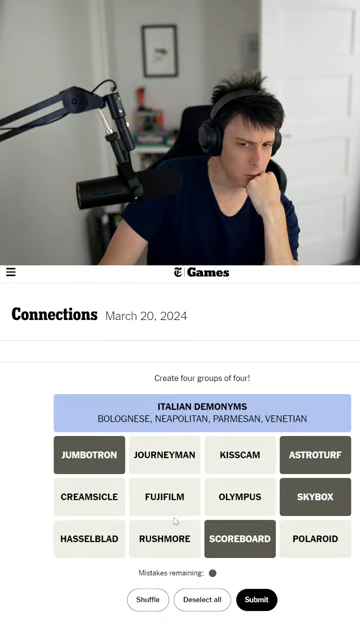 Games
Connections March 20, 2024
Create four groups of four!
ITALIAN DEMONYMS
BOLOGNESE, NEAPOLITAN, PARMESAN, VENETIAN
JUMBOTRON JOURNEYMAN KISSCAM ASTROTURF
CREAMSICLE FUJIFILM OLYMPUS SKYBOX
HASSELBLAD RUSHMORE SCOREBOARD POLAROID
Mistakes remaining:
Shuffle Deselect all Submit